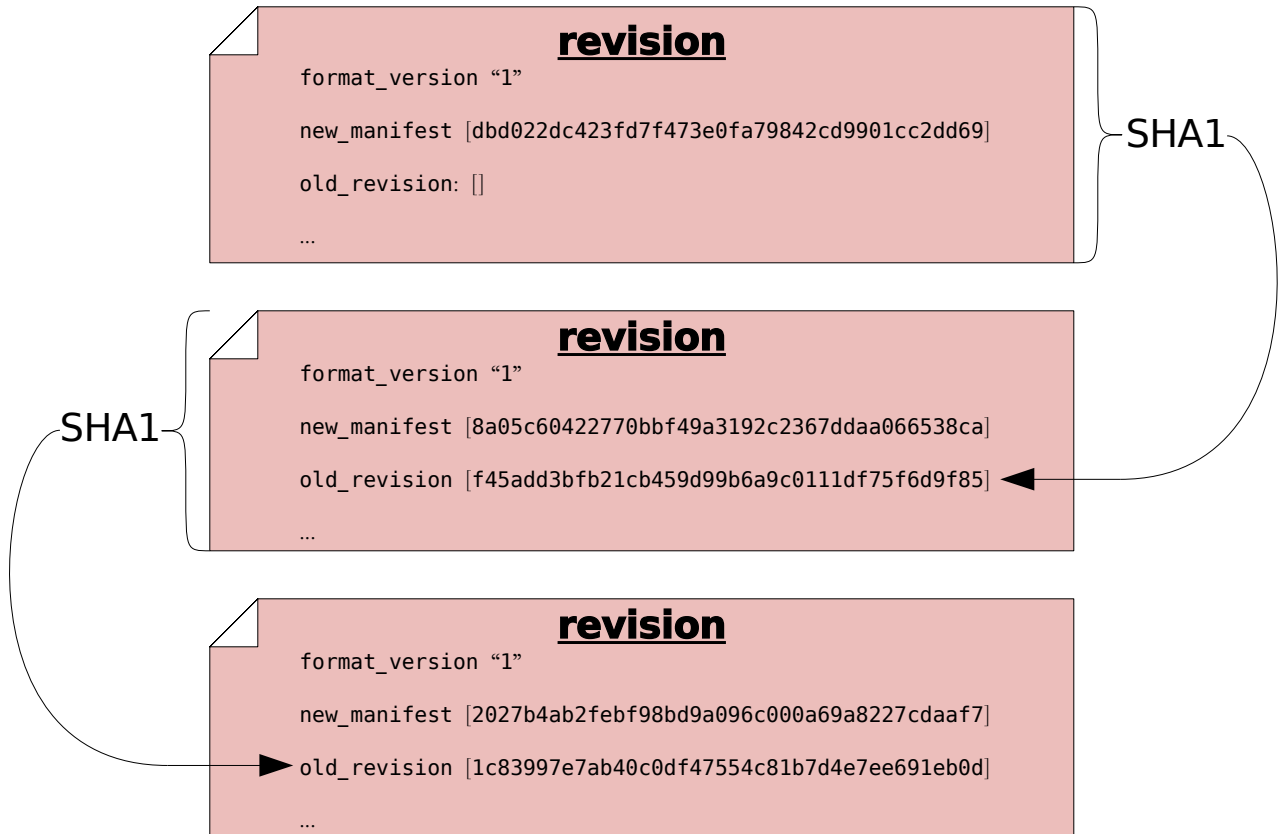 revision
format_version “1”
new_manifest [dbd022dc423fd7f473e0fa79842cd9901cc2dd69]
SHA1
old_revision: []
...
revision
format_version “1”
new_manifest [8a05c60422770bbf49a3192c2367ddaa066538ca]
SHA1
old_revision [f45add3bfb21cb459d99b6a9c0111df75f6d9f85]
...
revision
format_version “1”
new_manifest [2027b4ab2febf98bd9a096c000a69a8227cdaaf7]
old_revision [1c83997e7ab40c0df47554c81b7d4e7ee691eb0d]
...